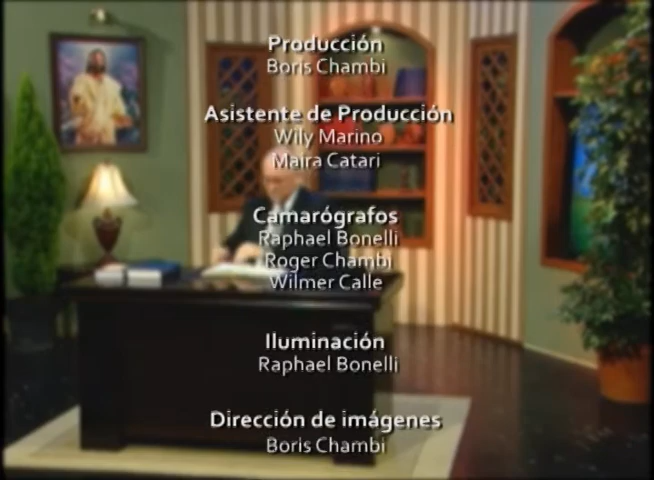 Producción
Boris Chambi
Asistente de Producción
Wily Marino
Maira Catari
Camarógrafos
Raphael Bonelli
Roger Chambi
Wilmer Calle
Iluminación
Raphael Bonelli
Dirección de imágenes
Boris Chambi